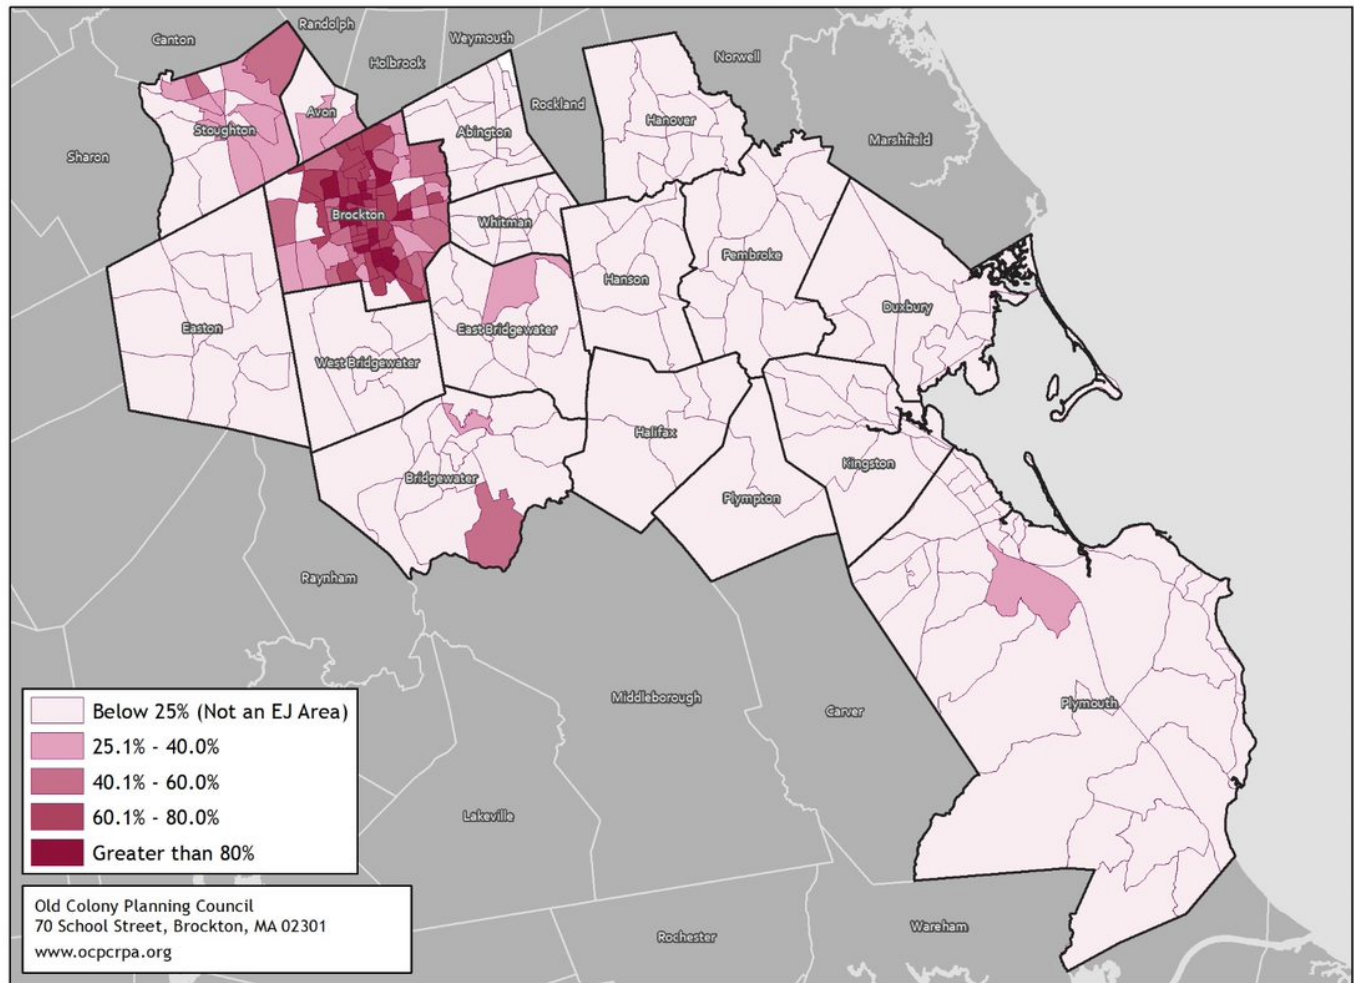 Randolph
Canton
Weymouth
Holbrook
Norwell
Rockland
Avon
Hanover
Stoughton
Abington
Marshfield
Sharon
Brockton
Whitman
Pembroke
Hanson
Duxbury
Easton
East Bridgewater
West Bridgewater
Halifax
Kingston
Bridgewater
Plympton
Raynham
Middleborough
Plymouth
Carver
Lakeville
Wareham
Rochester
Below 25% (Not an EJ Area)
25.1% - 40.0%
40.1% - 60.0%
60.1% - 80.0%
Greater than 80%
Old Colony Planning Council
70 School Street, Brockton, MA 02301
www.ocpcrpa.org